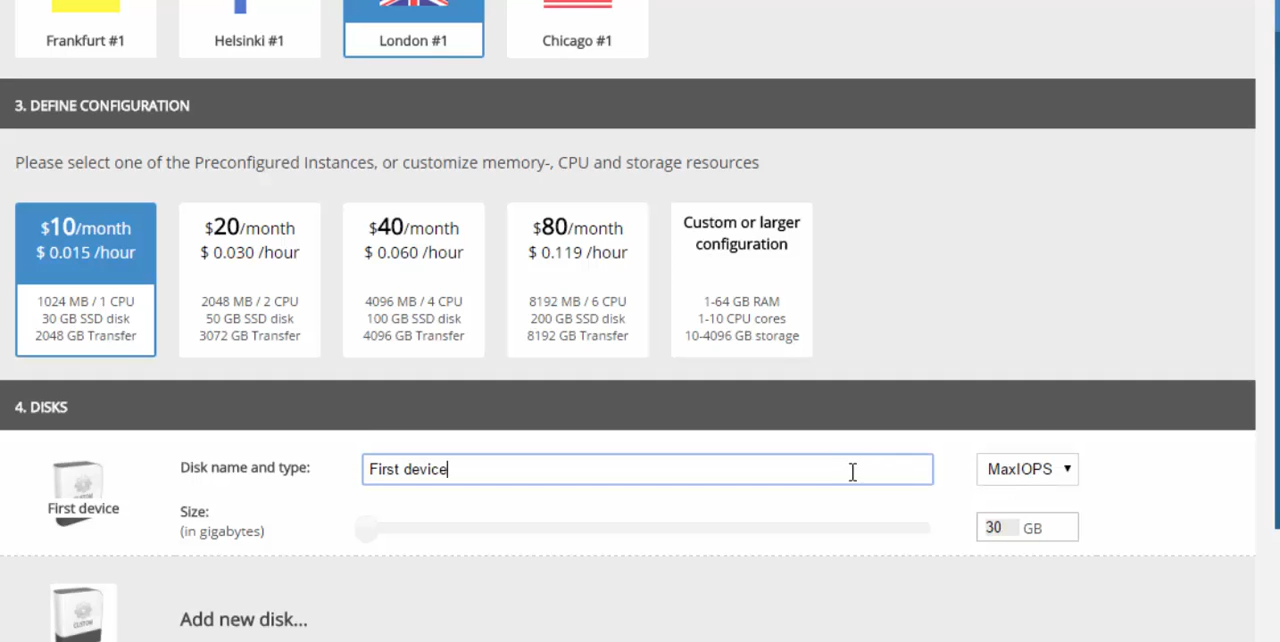 Frankfurt #1
Helsinki #1
London #1
Chicago #1
3. DEFINE CONFIGURATION
Please select one of the Preconfigured Instances, or customize memory-, CPU and storage resources
$10/month
$ 0.015 /hour
1024 MB / 1 CPU
30 GB SSD disk
2048 GB Transfer
$20/month
$ 0.030 /hour
2048 MB / 2 CPU
50 GB SSD disk
3072 GB Transfer
$40/month
$ 0.060 /hour
4096 MB / 4 CPU
100 GB SSD disk
4096 GB Transfer
$80/month
$ 0.119 /hour
8192 MB / 6 CPU
200 GB SSD disk
8192 GB Transfer
Custom or larger
configuration
1-64 GB RAM
1-10 CPU cores
10-4096 GB storage
4. DISKS
CUSTOM
First device
Disk name and type:
First device
MaxIOPS
Size:
(in gigabytes)
30 GB
CUSTOM
Add new disk...